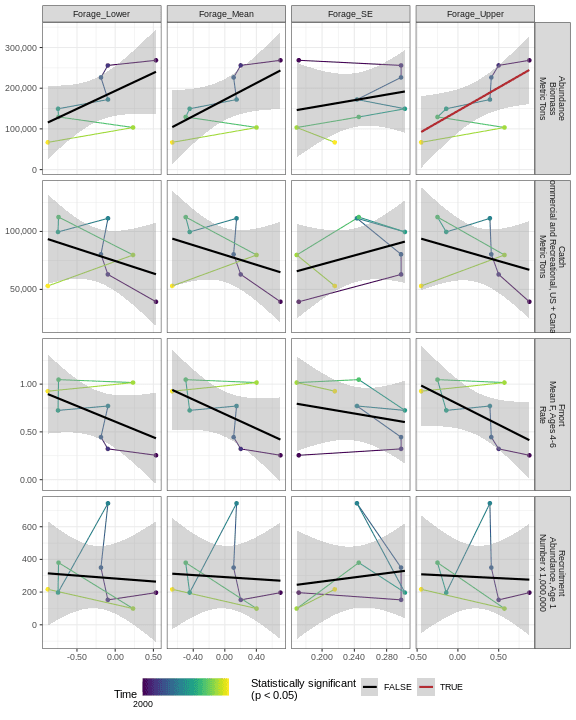 Forage_Lower Forage_Mean Forage_SE Forage_Upper
300,000
200,000
100,000
0
Abundance
Biomass
Metric Tons
100,000
50,000
Catch
ommercial and Recreational, US + Cana
Metric Tons
1.00
0.50
0.00
Fmort
Mean F, Ages 4-6
Rate
600
400
200
0
Recruitment
Abundance, Age 1
Number x 1,000,000
-0.50 0.00 0.50 -0.40 0.00 0.40 0.200 0.240 0.280 -0.50 0.00 0.50
Time
2000
Statistically significant
(p < 0.05)
FALSE TRUE